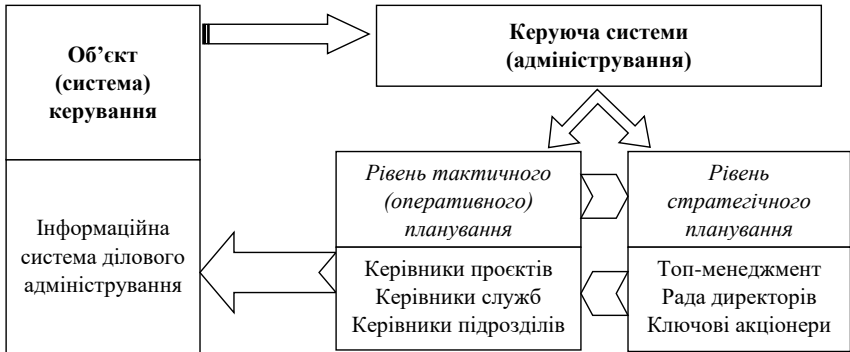 Об’єкт
(система)
керування
Керуюча системи
(адміністрування)
Рівень тактичного
(оперативного)
планування
Рівень
стратегічного
планування
Інформаційна
система ділового
адміністрування
Керівники проєктів
Керівники служб
Керівники підрозділів
Топ-менеджмент
Рада директорів
Ключові акціонери